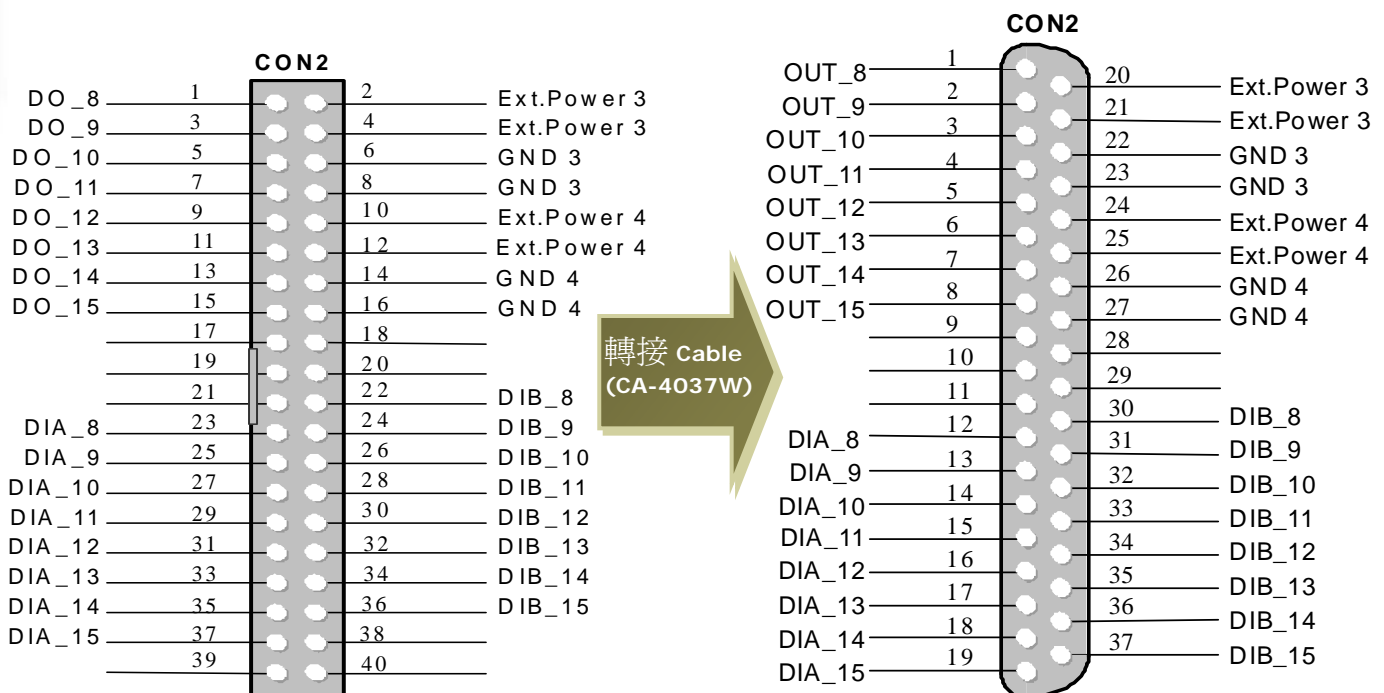 CON2
DO_8 1 2 Ext.Power 3
DO_9 3 4 Ext.Power 3
DO_10 5 6 GND 3
DO_11 7 8 GND 3
DO_12 9 10 Ext.Power 4
DO_13 11 12 Ext.Power 4
DO_14 13 14 GND 4
DO_15 15 16 GND 4
17 18
19 20
21 22 DIB_8
DIA_8 23 24 DIB_9
DIA_9 25 26 DIB_10
DIA_10 27 28 DIB_11
DIA_11 29 30 DIB_12
DIA_12 31 32 DIB_13
DIA_13 33 34 DIB_14
DIA_14 35 36 DIB_15
DIA_15 37 38
39 40
轉接 Cable
(CA-4037W)
CON2
OUT_8 1 20 Ext.Power 3
OUT_9 2 21 Ext.Power 3
OUT_10 3 22 GND 3
OUT_11 4 23 GND 3
OUT_12 5 24 Ext.Power 4
OUT_13 6 25 Ext.Power 4
OUT_14 7 26 GND 4
OUT_15 8 27 GND 4
9 28
10 29
11 30 DIB_8
DIA_8 12 31 DIB_9
DIA_9 13 32 DIB_10
DIA_10 14 33 DIB_11
DIA_11 15 34 DIB_12
DIA_12 16 35 DIB_13
DIA_13 17 36 DIB_14
DIA_14 18 37 DIB_15
DIA_15 19